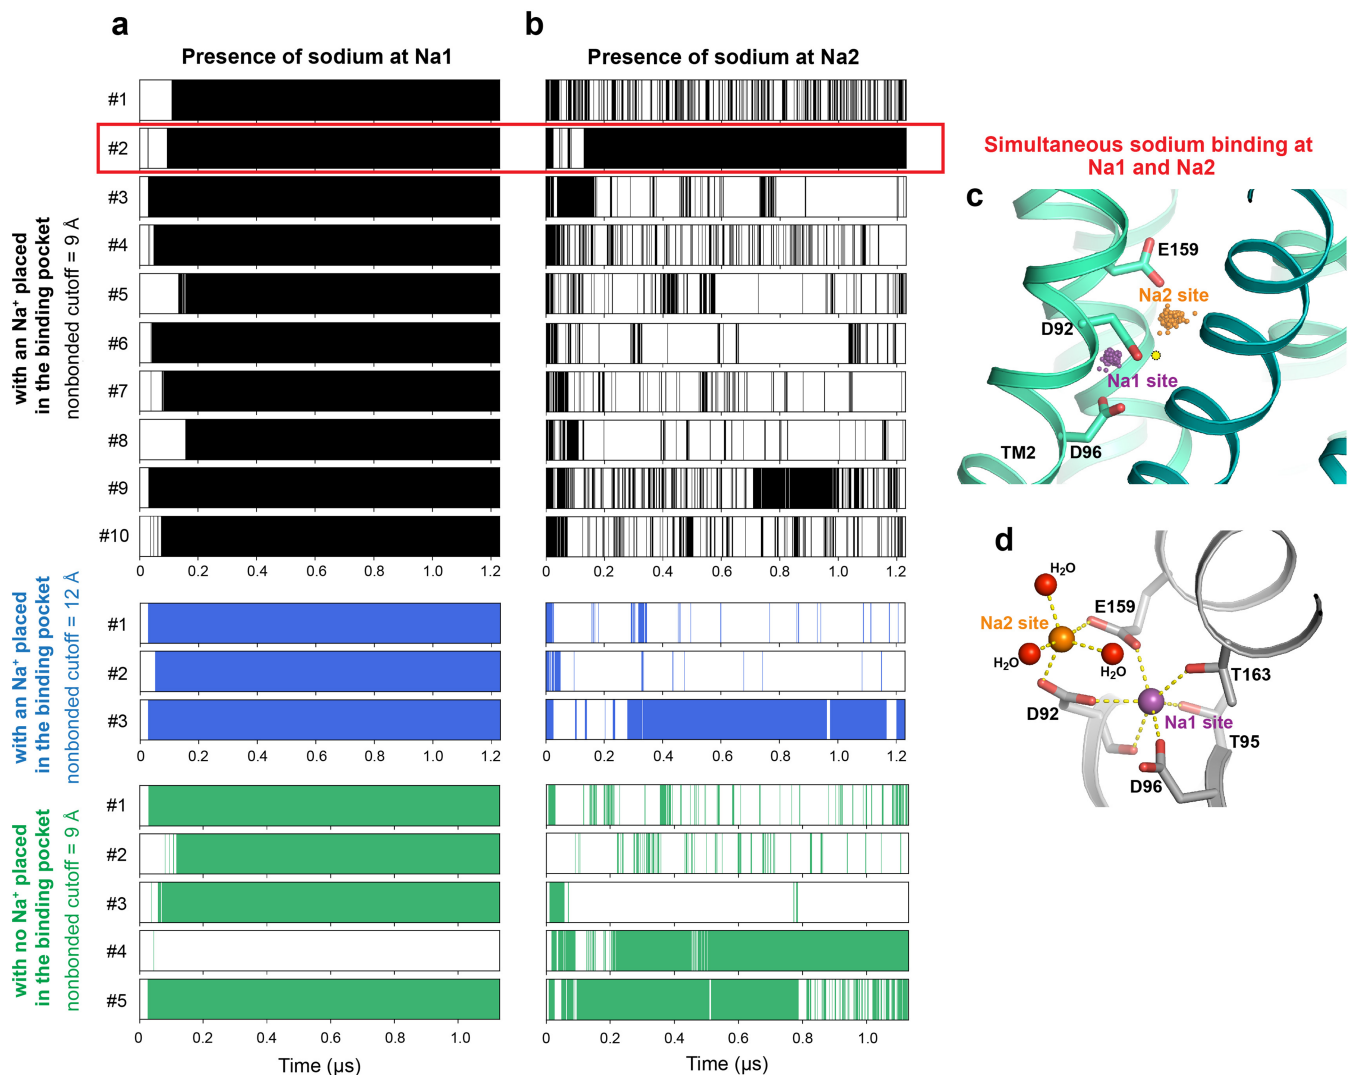 a
b
Presence of sodium at Na1
Presence of sodium at Na2
with an Na⁺ placed
in the binding pocket
nonbonded cutoff = 9 Å
#1
#2
#3
#4
#5
#6
#7
#8
#9
#10
0 0.2 0.4 0.6 0.8 1.0 1.2
0 0.2 0.4 0.6 0.8 1.0 1.2
with an Na⁺ placed
in the binding pocket
nonbonded cutoff = 12 Å
#1
#2
#3
0 0.2 0.4 0.6 0.8 1.0 1.2
0 0.2 0.4 0.6 0.8 1.0 1.2
with no Na⁺ placed
in the binding pocket
nonbonded cutoff = 9 Å
#1
#2
#3
#4
#5
0 0.2 0.4 0.6 0.8 1.0
0 0.2 0.4 0.6 0.8 1.0
Time (µs)
Time (µs)
Simultaneous sodium binding at
Na1 and Na2
c
E159
Na2 site
D92
Na1 site
TM2
D96
d
H₂O
E159
Na2 site
H₂O
H₂O
T163
D92
Na1 site
T95
D96